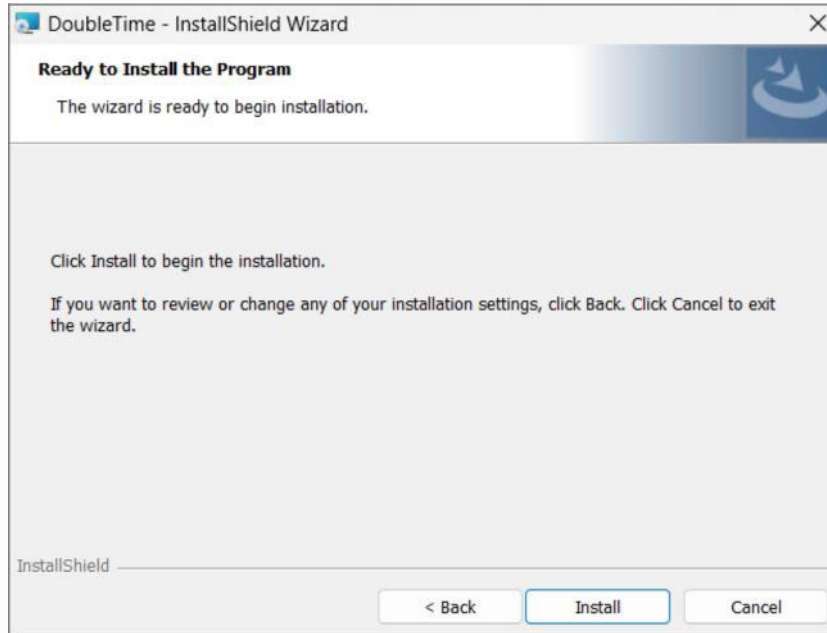 DoubleTime - InstallShield Wizard
Ready to Install the Program
The wizard is ready to begin installation.
Click Install to begin the installation.
If you want to review or change any of your installation settings, click Back. Click Cancel to exit
the wizard.
InstallShield
< Back
Install
Cancel